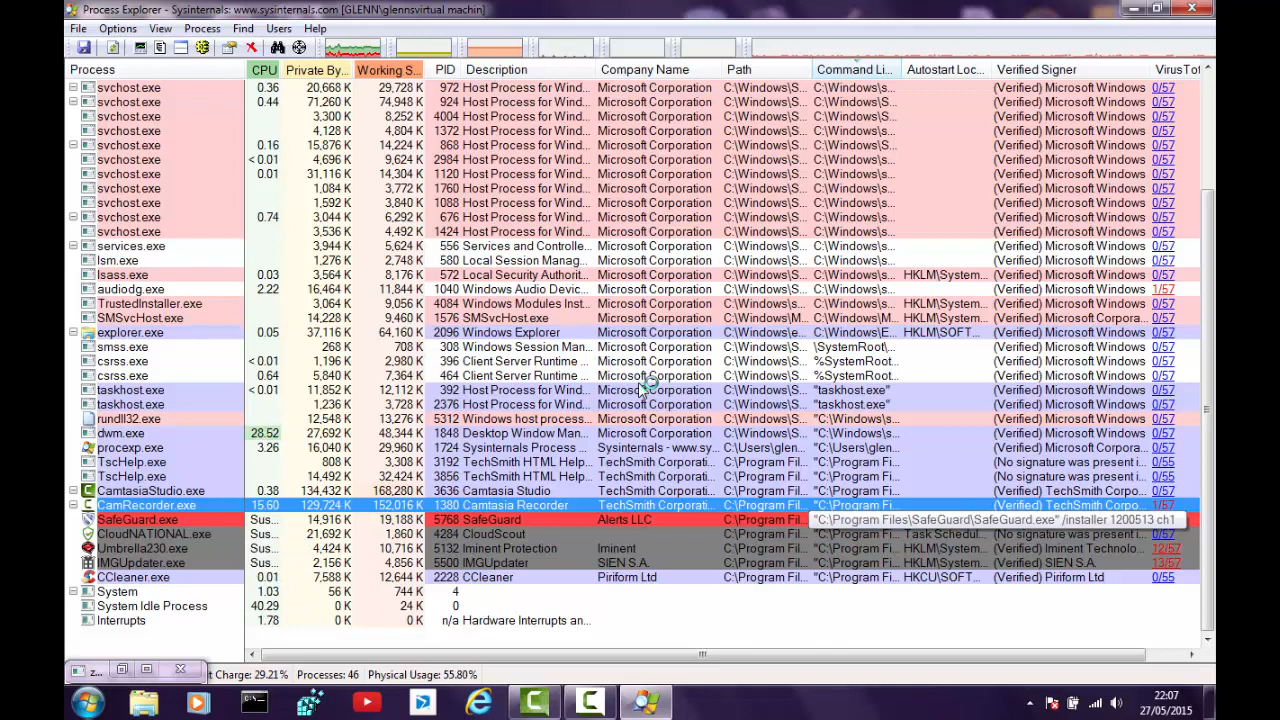 Process Explorer - Sysinternals: www.sysinternals.com [GLENN\glennsvirtual machin]
File Options View Process Find Users Help
Process CPU Private By... Working S... PID Description Company Name Path Command Li... Autostart Loc... Verified Signer VirusTot
svchost.exe 0.36 20,668 K 29,728 K 972 Host Process for Wind... Microsoft Corporation C:\Windows\S... C:\Windows\s... (Verified) Microsoft Windows 0/57
svchost.exe 0.44 71,260 K 74,948 K 924 Host Process for Wind... Microsoft Corporation C:\Windows\S... C:\Windows\s... (Verified) Microsoft Windows 0/57
svchost.exe 3,300 K 8,252 K 4004 Host Process for Wind... Microsoft Corporation C:\Windows\S... C:\Windows\s... (Verified) Microsoft Windows 0/57
svchost.exe 4,128 K 4,804 K 1372 Host Process for Wind... Microsoft Corporation C:\Windows\S... C:\Windows\s... (Verified) Microsoft Windows 0/57
svchost.exe 0.16 15,876 K 14,224 K 868 Host Process for Wind... Microsoft Corporation C:\Windows\S... C:\Windows\s... (Verified) Microsoft Windows 0/57
svchost.exe < 0.01 4,696 K 9,624 K 2984 Host Process for Wind... Microsoft Corporation C:\Windows\S... C:\Windows\s... (Verified) Microsoft Windows 0/57
svchost.exe 0.01 31,116 K 14,304 K 1120 Host Process for Wind... Microsoft Corporation C:\Windows\S... C:\Windows\s... (Verified) Microsoft Windows 0/57
svchost.exe 1,084 K 3,772 K 1760 Host Process for Wind... Microsoft Corporation C:\Windows\S... C:\Windows\s... (Verified) Microsoft Windows 0/57
svchost.exe 1,592 K 3,840 K 1088 Host Process for Wind... Microsoft Corporation C:\Windows\S... C:\Windows\s... (Verified) Microsoft Windows 0/57
svchost.exe 0.74 3,044 K 6,292 K 676 Host Process for Wind... Microsoft Corporation C:\Windows\S... C:\Windows\s... (Verified) Microsoft Windows 0/57
svchost.exe 3,536 K 4,492 K 1424 Host Process for Wind... Microsoft Corporation C:\Windows\S... C:\Windows\s... (Verified) Microsoft Windows 0/57
services.exe 3,944 K 5,624 K 556 Services and Controlle... Microsoft Corporation C:\Windows\S... C:\Windows\s... (Verified) Microsoft Windows 0/57
lsm.exe 1,276 K 2,748 K 580 Local Session Manag... Microsoft Corporation C:\Windows\S... C:\Windows\s... (Verified) Microsoft Windows 0/57
lsass.exe 0.03 3,564 K 8,176 K 572 Local Security Authorit... Microsoft Corporation C:\Windows\S... C:\Windows\s... HKLM\System... (Verified) Microsoft Windows 0/57
audiodg.exe 2.22 16,464 K 11,844 K 1040 Windows Audio Devic... Microsoft Corporation C:\Windows\S... C:\Windows\s... (Verified) Microsoft Windows 1/57
TrustedInstaller.exe 3,064 K 9,056 K 4084 Windows Modules Inst... Microsoft Corporation C:\Windows\s... C:\Windows\s... HKLM\System... (Verified) Microsoft Windows 0/57
SMSvcHost.exe 14,228 K 9,460 K 1576 SMSvcHost.exe Microsoft Corporation C:\Windows\M... C:\Windows\M... HKLM\System... (Verified) Microsoft Corpora... 0/57
explorer.exe 0.05 37,116 K 64,160 K 2096 Windows Explorer Microsoft Corporation C:\Windows\e... C:\Windows\E... HKLM\SOFT... (Verified) Microsoft Windows 0/57
smss.exe 268 K 708 K 308 Windows Session Man... Microsoft Corporation C:\Windows\S... \SystemRoot\... (Verified) Microsoft Windows 0/57
csrss.exe < 0.01 1,196 K 2,980 K 396 Client Server Runtime ... Microsoft Corporation C:\Windows\S... %SystemRoot... (Verified) Microsoft Windows 0/57
csrss.exe 0.64 5,840 K 7,364 K 464 Client Server Runtime ... Microsoft Corporation C:\Windows\S... %SystemRoot... (Verified) Microsoft Windows 0/57
taskhost.exe < 0.01 11,852 K 12,112 K 392 Host Process for Wind... Microsoft Corporation C:\Windows\S... "taskhost.exe" (Verified) Microsoft Windows 0/57
taskhost.exe 1,236 K 3,728 K 2376 Host Process for Wind... Microsoft Corporation C:\Windows\S... "taskhost.exe" (Verified) Microsoft Windows 0/57
rundll32.exe 12,548 K 13,276 K 5312 Windows host process... Microsoft Corporation C:\Windows\S... "C:\Windows\s... (Verified) Microsoft Windows 0/57
dwm.exe 28.52 27,692 K 48,344 K 1848 Desktop Window Man... Microsoft Corporation C:\Windows\S... "C:\Windows\s... (Verified) Microsoft Windows 0/57
procexp.exe 3.26 16,040 K 29,960 K 1724 Sysinternals Process ... Sysinternals - www.sy... C:\Users\glen... "C:\Users\glen... (Verified) Microsoft Corpora... 0/57
TscHelp.exe 808 K 3,308 K 3192 TechSmith HTML Help... TechSmith Corporati... C:\Program Fil... "C:\Program Fi... (No signature was present i... 0/55
TscHelp.exe 14,492 K 32,424 K 3856 TechSmith HTML Help... TechSmith Corporati... C:\Program Fil... "C:\Program Fi... (No signature was present i... 0/55
CamtasiaStudio.exe 0.38 134,432 K 168,280 K 3636 Camtasia Studio TechSmith Corporati... C:\Program Fil... "C:\Program Fi... (Verified) TechSmith Corpo... 0/57
CamRecorder.exe 15.60 129,724 K 152,016 K 1380 Camtasia Recorder TechSmith Corporati... C:\Program Fil... "C:\Program Fi... (Verified) TechSmith Corpo... 1/57
SafeGuard.exe Sus... 14,916 K 19,188 K 5768 SafeGuard Alerts LLC C:\Program Fil... "C:\Program Files\SafeGuard\SafeGuard.exe" /installer 1200513 ch1
CloudNATIONAL.exe Sus... 21,692 K 1,860 K 4284 CloudScout C:\Program Fil... "C:\Program Fi... Task Schedul... (No signature was present i...
Umbrella230.exe Sus... 4,424 K 10,716 K 5132 Iminent Protection Iminent C:\Program Fil... "C:\Program Fi... HKLM\System... (Verified) Iminent Technolo... 12/57
IMGUpdater.exe Sus... 2,156 K 4,856 K 5500 IMGUpdater SIEN S.A. C:\Program Fil... "C:\Program Fi... HKLM\System... (Verified) SIEN S.A. 13/57
CCleaner.exe 0.01 7,588 K 12,644 K 2228 CCleaner Piriform Ltd C:\Program Fil... "C:\Program Fi... HKCU\SOFT... (Verified) Piriform Ltd 0/55
System 1.03 56 K 744 K 4
System Idle Process 40.29 0 K 24 K 0
Interrupts 1.78 0 K 0 K n/a Hardware Interrupts an...
z... t Charge: 29.21% Processes: 46 Physical Usage: 55.80%
22:07
27/05/2015